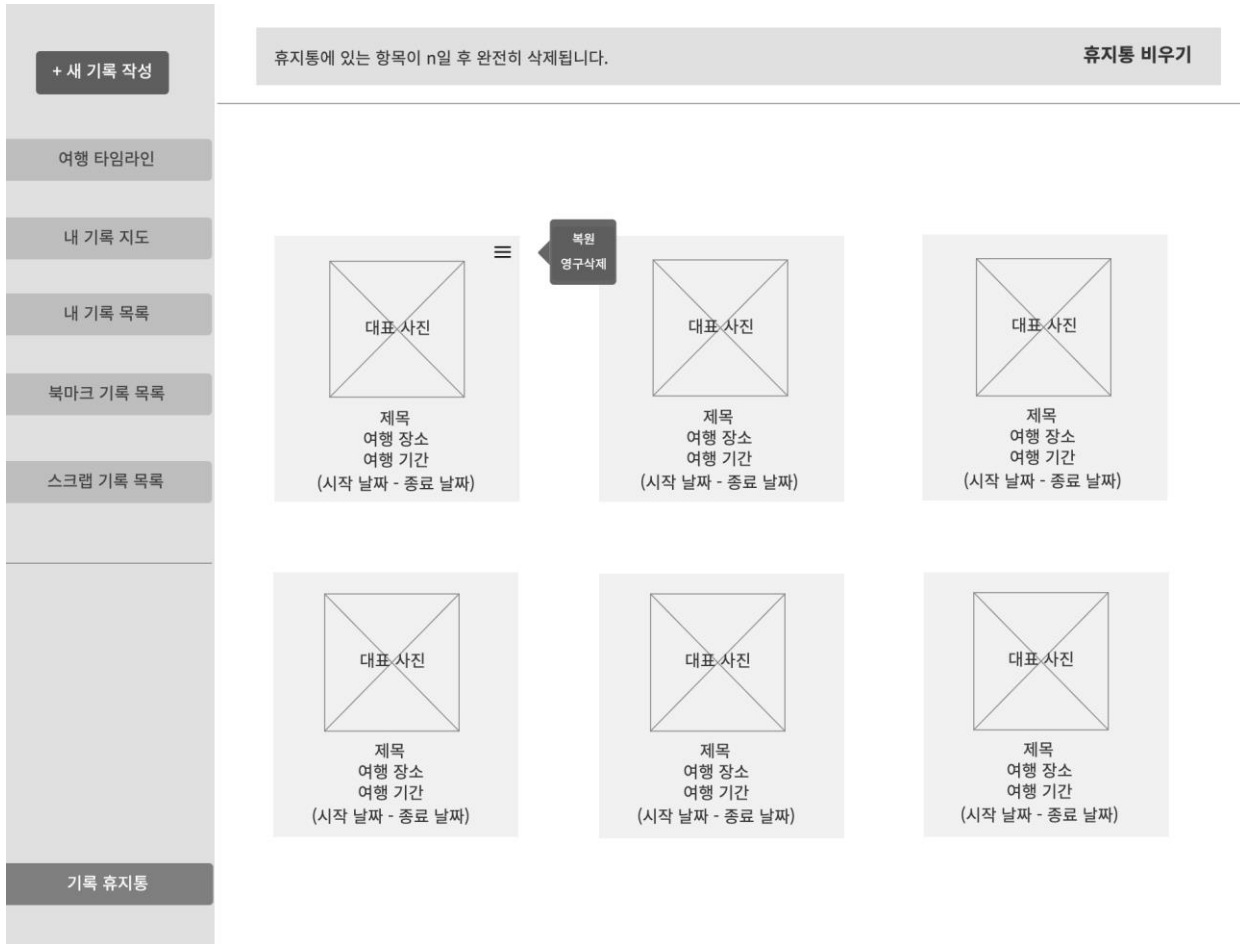 + 새 기록 작성
여행 타임라인
내 기록 지도
내 기록 목록
북마크 기록 목록
스크랩 기록 목록
기록 휴지통
휴지통에 있는 항목이 n일 후 완전히 삭제됩니다.
휴지통 비우기
대표 사진
제목
여행 장소
여행 기간
(시작 날짜 - 종료 날짜)
복원
영구삭제
대표 사진
제목
여행 장소
여행 기간
(시작 날짜 - 종료 날짜)
대표 사진
제목
여행 장소
여행 기간
(시작 날짜 - 종료 날짜)
대표 사진
제목
여행 장소
여행 기간
(시작 날짜 - 종료 날짜)
대표 사진
제목
여행 장소
여행 기간
(시작 날짜 - 종료 날짜)
대표 사진
제목
여행 장소
여행 기간
(시작 날짜 - 종료 날짜)